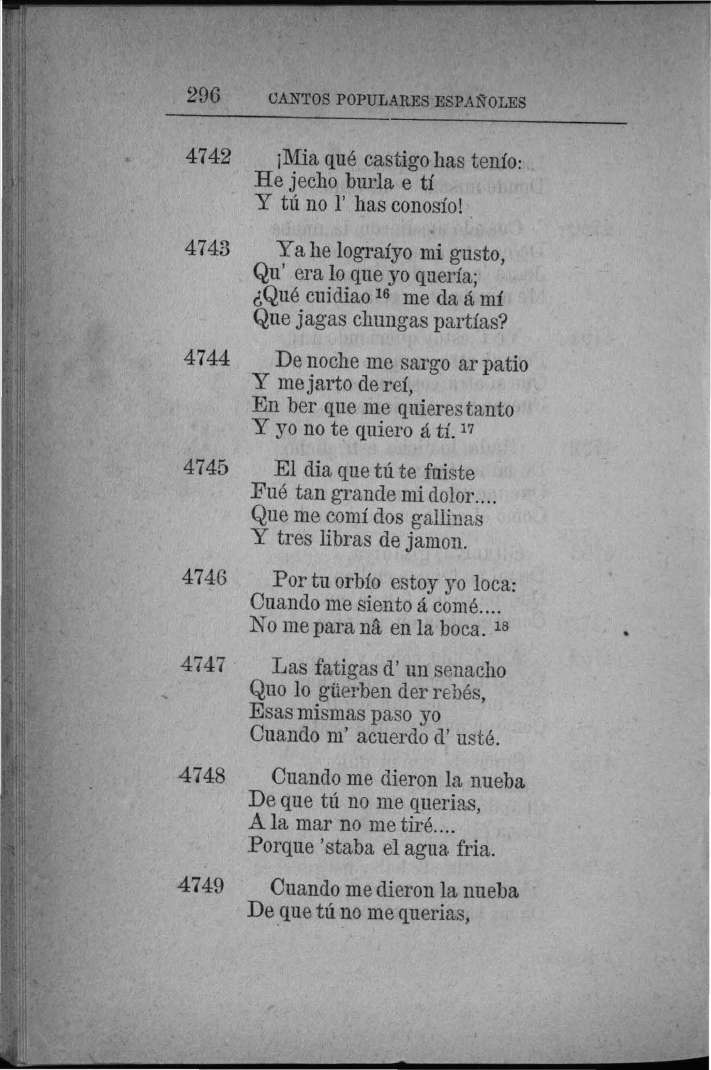 296 CANTOS POPULARES ESPAÑOLES
4742 ¡Mia qué castigo has tenío:
He jecho burla e tí
Y tú no l' has conosío!
4743 Ya he lograíyo mi gusto,
Qu' era lo que yo quería;
¿Qué cuidiao 16 me da á mí
Que jagas chungas partías?
4744 De noche me sargo ar patio
Y me jarto de reí,
En ber que me quieres tanto
Y yo no te quiero á tí. 17
4745 El dia que tú te fuiste
Fué tan grande mi dolor....
Que me comí dos gallinas
Y tres libras de jamon.
4746 Por tu orbío estoy yo loca:
Cuando me siento á comé....
No me para nâ en la boca. 18
4747 Las fatigas d' un senacho
Quo lo güerben der rebés,
Esas mismas paso yo
Cuando m' acuerdo d' usté.
4748 Cuando me dieron la nueba
De que tú no me querias,
A la mar no me tiré....
Porque 'staba el agua fria.
4749 Cuando me dieron la nueba
De que tú no me querias,